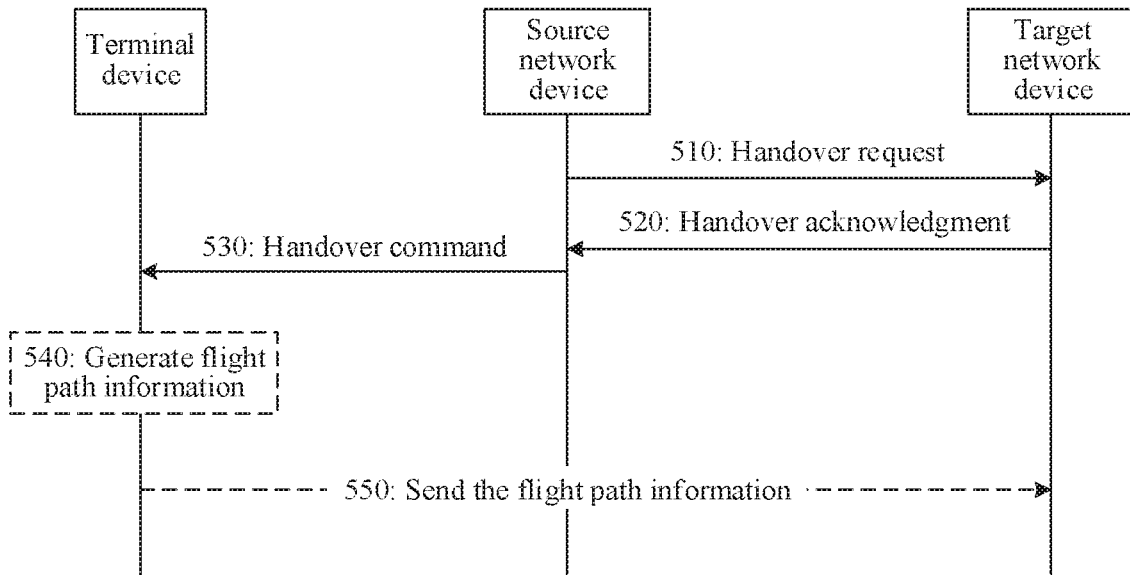 Terminal
device
Source
network
device
Target
network
device
510: Handover request
520: Handover acknowledgment
530: Handover command
540: Generate flight
path information
550: Send the flight path information